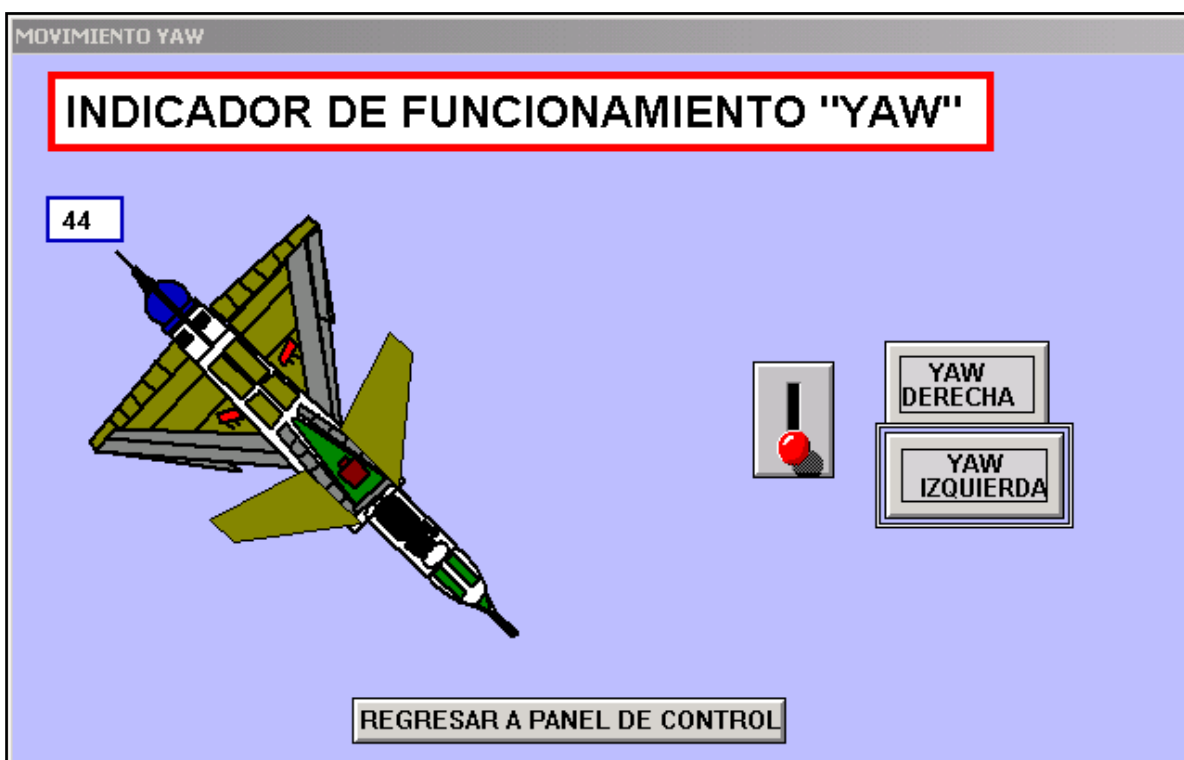 MOVIMIENTO YAW
INDICADOR DE FUNCIONAMIENTO "YAW"
44
YAW
DERECHA
YAW
IZQUIERDA
REGRESAR A PANEL DE CONTROL